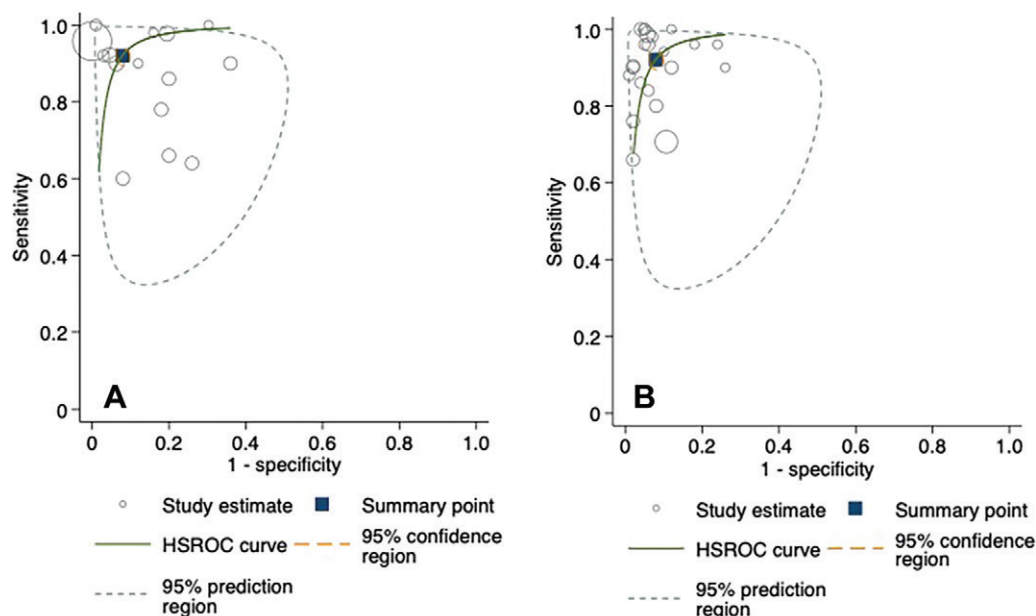 1.0
0.8
0.6
0.4
0.2
0
Sensitivity
A
0 0.2 0.4 0.6 0.8 1.0
1 - specificity
Study estimate Summary point
HSROC curve 95% confidence
region
95% prediction
region
1.0
0.8
0.6
0.4
0.2
0
Sensitivity
B
0 0.2 0.4 0.6 0.8 1.0
1 - specificity
Study estimate Summary point
HSROC curve 95% confidence
region
95% prediction
region